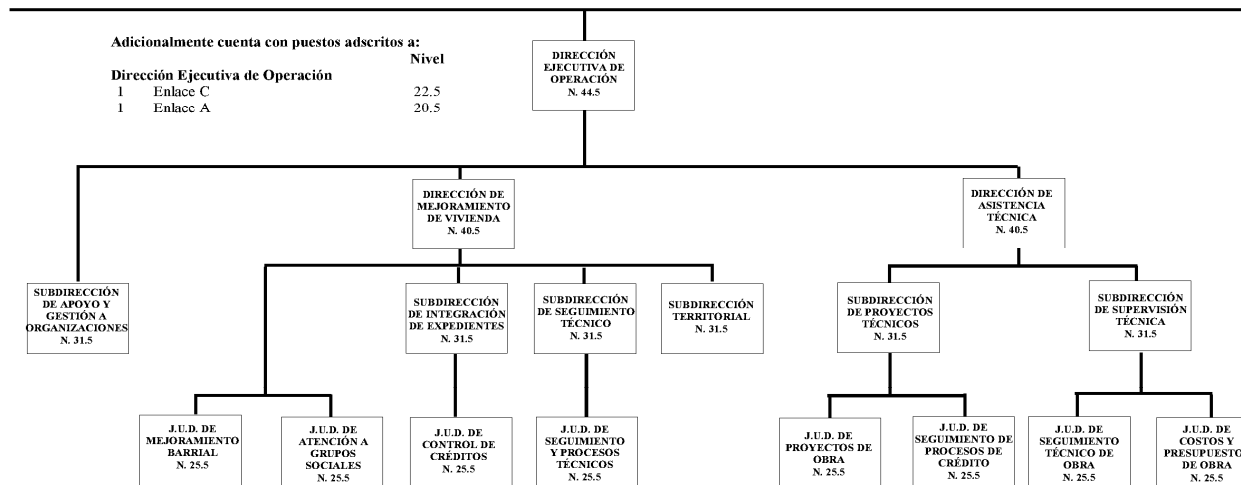 Adicionalmente cuenta con puestos adscritos a:
Nivel
Dirección Ejecutiva de Operación
1 Enlace C 22.5
1 Enlace A 20.5
DIRECCIÓN
EJECUTIVA DE
OPERACIÓN
N. 44.5
DIRECCIÓN DE
MEJORAMIENTO
DE VIVIENDA
N. 40.5
DIRECCIÓN DE
ASISTENCIA
TÉCNICA
N. 40.5
SUBDIRECCIÓN
DE APOYO Y
GESTIÓN A
ORGANIZACIONES
N. 31.5
SUBDIRECCIÓN
DE INTEGRACIÓN
DE EXPEDIENTES
N. 31.5
SUBDIRECCIÓN
DE SEGUIMIENTO
TÉCNICO
N. 31.5
SUBDIRECCIÓN
TERRITORIAL
N. 31.5
SUBDIRECCIÓN
DE PROYECTOS
TÉCNICOS
N. 31.5
SUBDIRECCIÓN
DE SUPERVISIÓN
TÉCNICA
N. 31.5
J.U.D. DE
MEJORAMIENTO
BARRIAL
N. 25.5
J.U.D. DE
ATENCIÓN A
GRUPOS
SOCIALES
N. 25.5
J.U.D. DE
CONTROL DE
CRÉDITOS
N. 25.5
J.U.D. DE
SEGUIMIENTO
Y PROCESOS
TÉCNICOS
N. 25.5
J.U.D. DE
PROYECTOS DE
OBRA
N. 25.5
J.U.D. DE
SEGUIMIENTO DE
PROCESOS DE
CRÉDITO
N. 25.5
J.U.D. DE
SEGUIMIENTO
TÉCNICO DE
OBRA
N. 25.5
J.U.D. DE
COSTOS Y
PRESUPUESTO
DE OBRA
N. 25.5